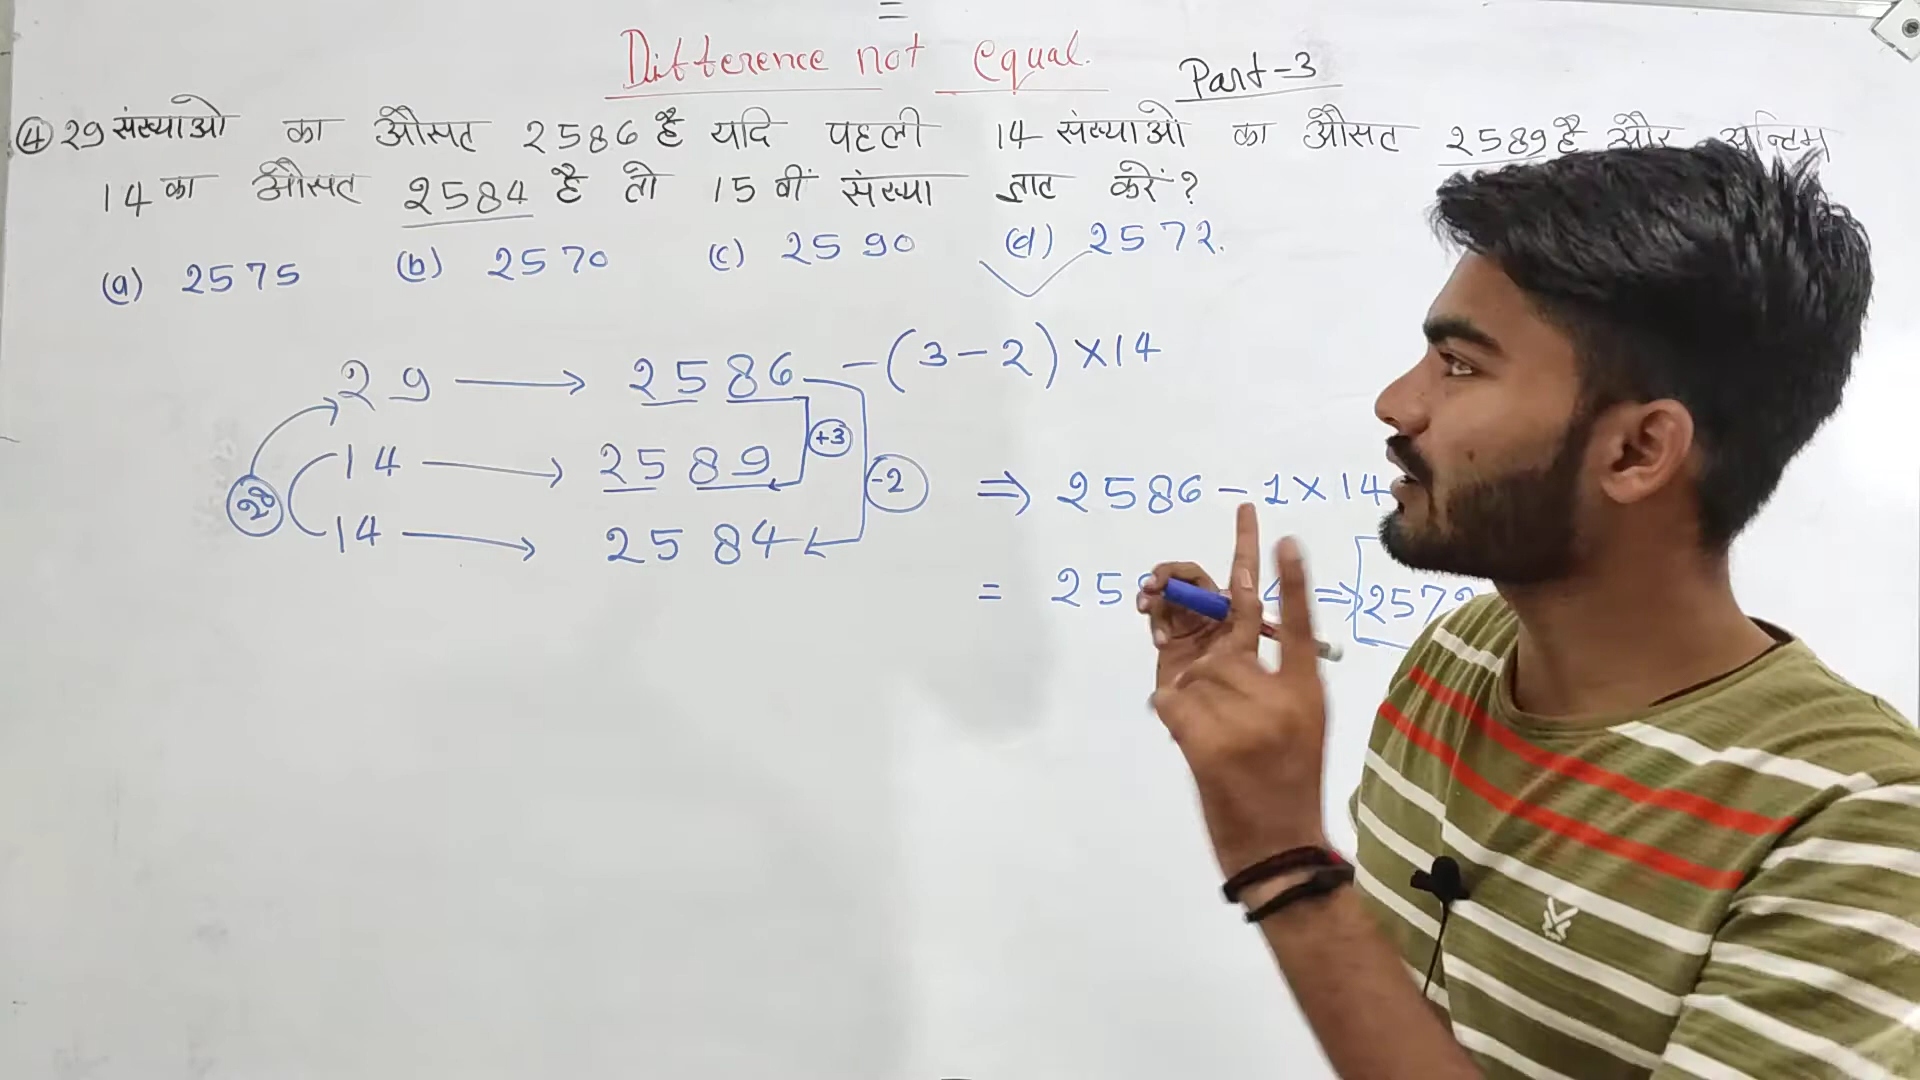 Difference not equal. Part-3
④ 29 संख्याओ का औसत 2586 है यदि पहली 14 संख्याओ का औसत 2589 है और अन्तिम
14 का औसत 2584 है तो 15 वीं संख्या ज्ञात करें ?
(a) 2575 (b) 2570 (c) 2590 (d) 2572.
29 → 2586 -(3-2)×14
14 → 2589 +3
28 14 → 2584 -2
⇒ 2586 - 1×14
= 25 4 ⇒ 2572